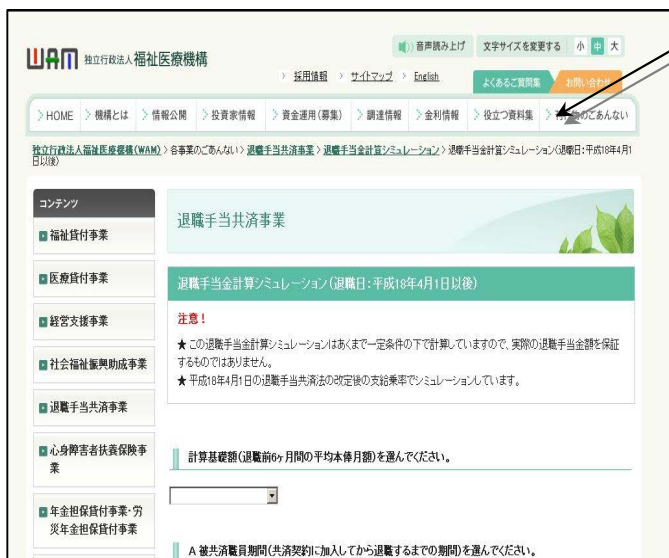 WAM 独立行政法人福祉医療機構
音声読み上げ 文字サイズを変更する 小 中 大
> 採用情報 > サイトマップ > English よくあるご質問集 お問い合わせ
> HOME > 機構とは > 情報公開 > 投資家情報 > 資金運用(募集) > 調達情報 > 金利情報 > 役立つ資料集 > のごあんない
独立行政法人福祉医療機構(WAM) > 各事業のごあんない > 退職手当共済事業 > 退職手当金計算シミュレーション > 退職手当金計算シミュレーション(退職日:平成18年4月1
日以後)
コンテンツ
福祉貸付事業
医療貸付事業
経営支援事業
社会福祉振興助成事業
退職手当共済事業
心身障害者扶養保険事
業
年金担保貸付事業・労
災年金担保貸付事業
退職手当共済事業
退職手当金計算シミュレーション(退職日:平成18年4月1日以後)
注意!
★ この退職手当金計算シミュレーションはあくまで一定条件の下で計算していますので、実際の退職手当金額を保証
するものではありません。
★ 平成18年4月1日の退職手当共済法の改定後の支給乗率でシミュレーションしています。
計算基礎額(退職前6ヶ月間の平均本俸月額)を選んでください。
A 被共済職員期間(共済契約に加入してから退職するまでの期間)を選んでください。